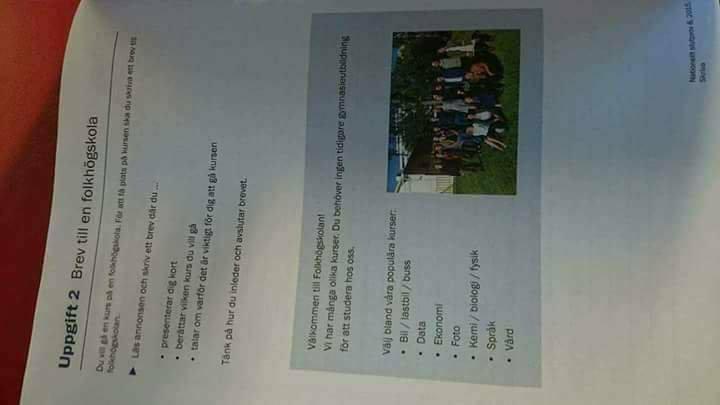 Uppgift 2 Brev till en folkhögskola
Du vill gå en kurs på en folkhögskola. För att få plats på kursen ska du skriva ett brev till
folkhögskolan.
▶ Läs annonsen och skriv ett brev där du ...
• presenterar dig kort
• berättar vilken kurs du vill gå
• talar om varför det är viktigt för dig att gå kursen
Tänk på hur du inleder och avslutar brevet.
Välkommen till Folkhögskolan!
Vi har många olika kurser. Du behöver ingen tidigare gymnasieutbildning
för att studera hos oss.
Välj bland våra populära kurser:
• Bil / lastbil / buss
• Data
• Ekonomi
• Foto
• Kemi / biologi / fysik
• Språk
• Vård
Nationellt slutprov B, 2015
Skriva